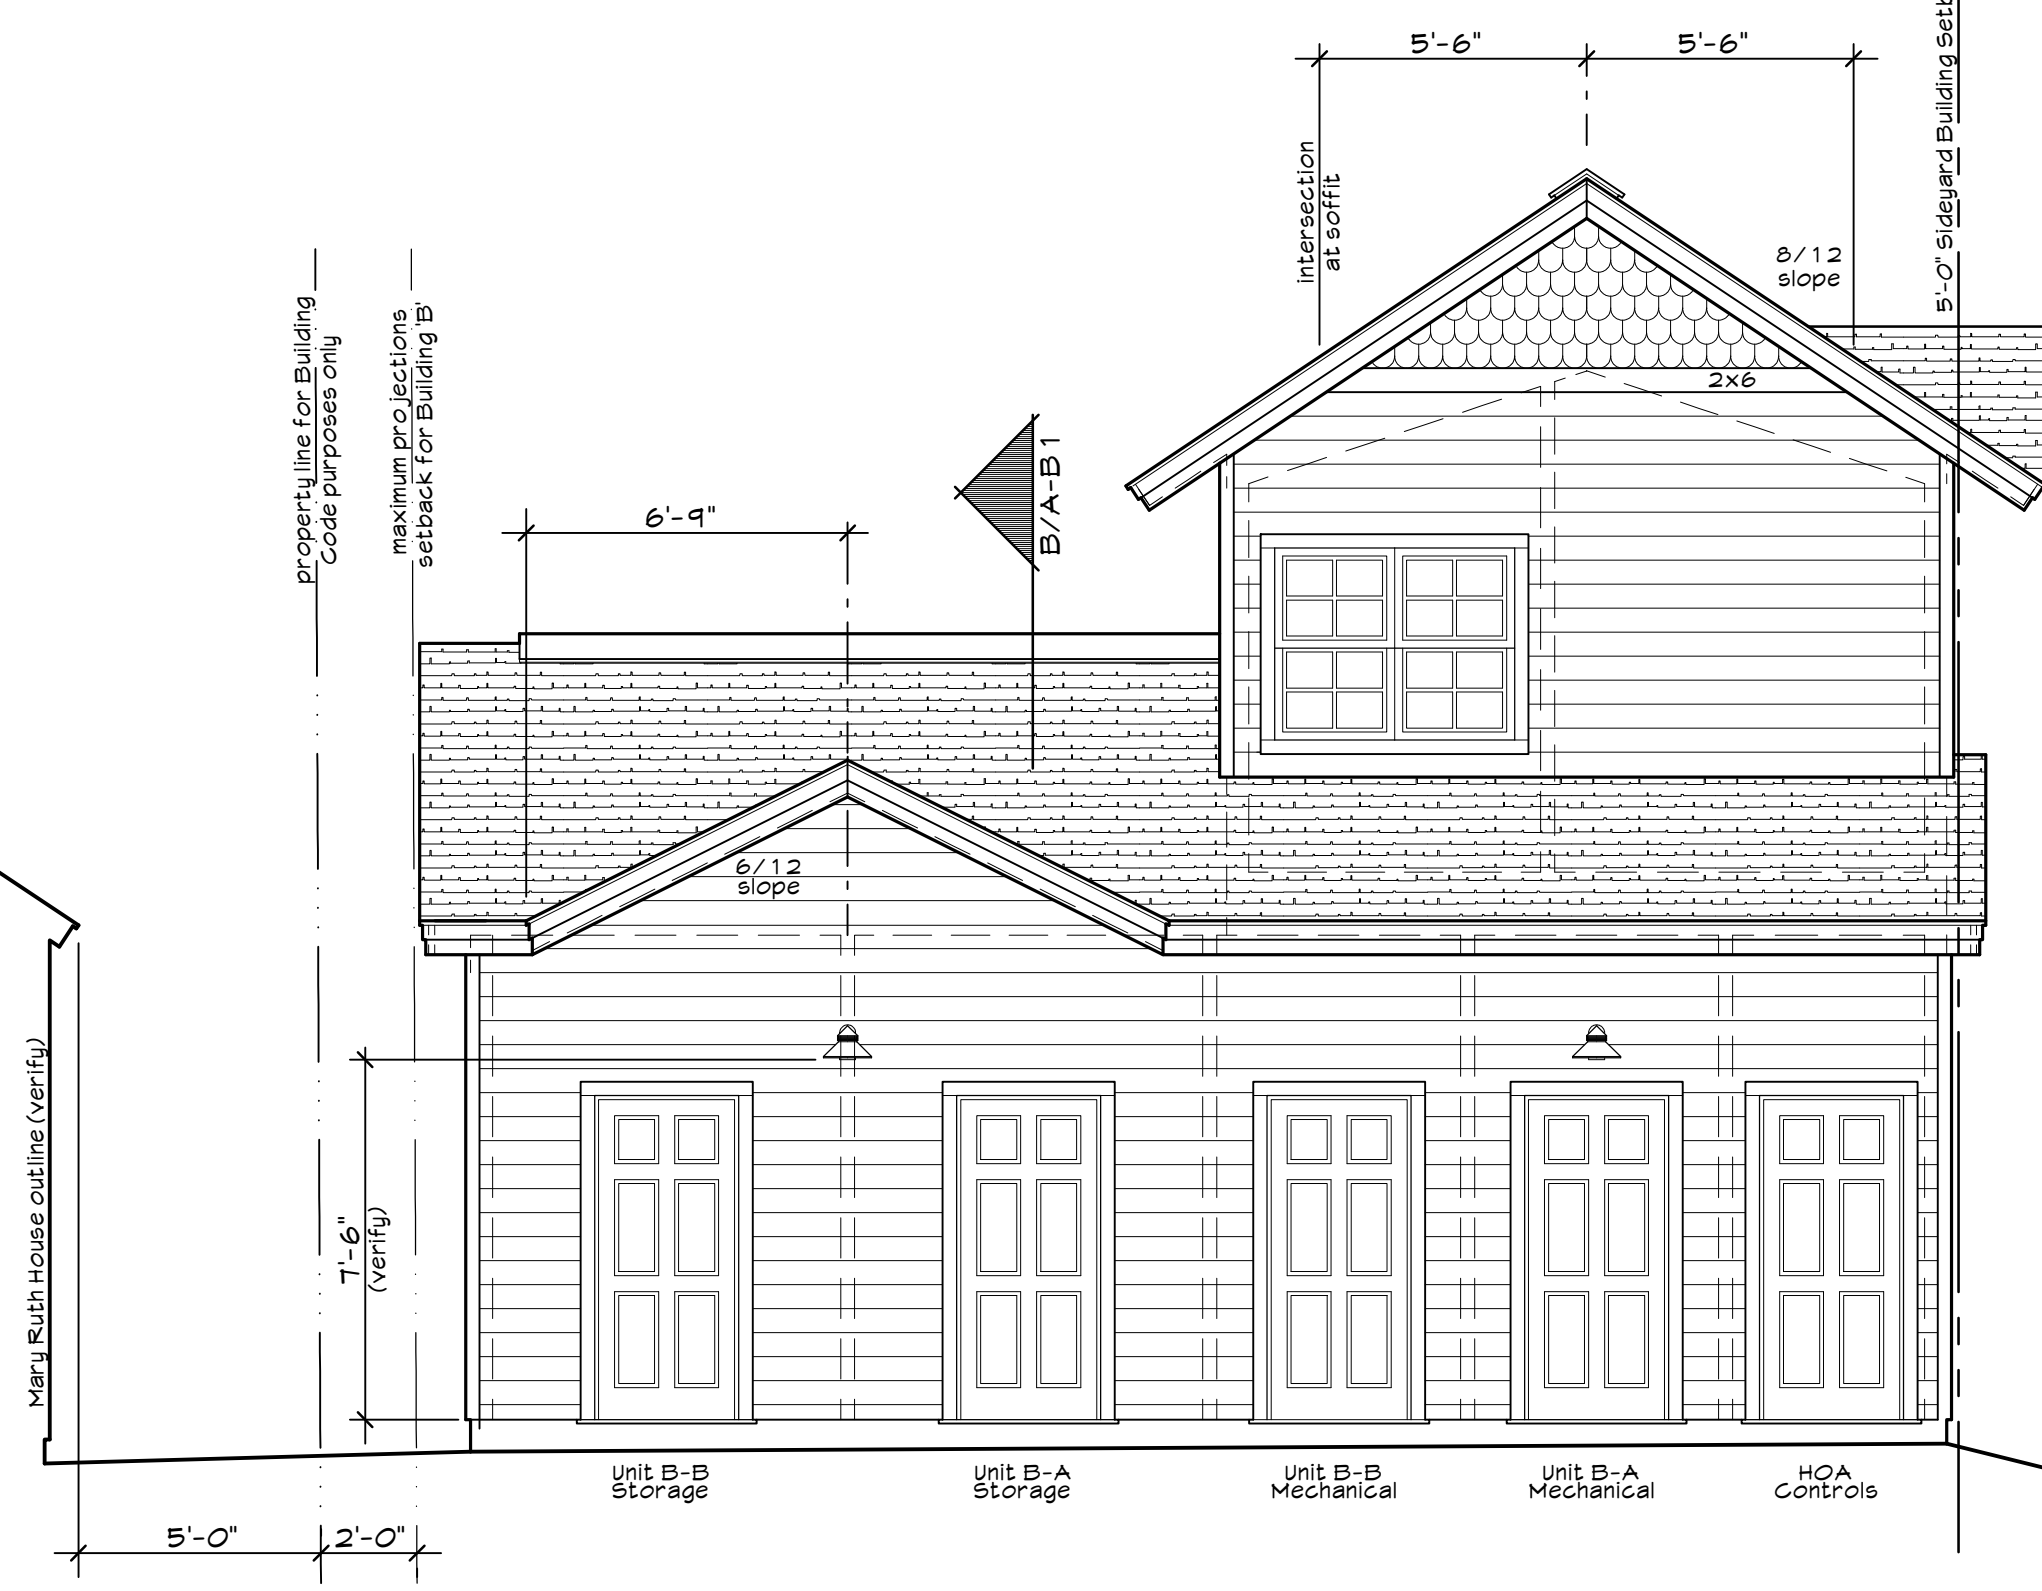 5'-6"
5'-6"
5'-0" Sideyard Building
intersection
at soffit
8/12
slope
property line for Building
Code purposes only
maximum projections
setback for Building 'B'
2x6
B/A-B1
6'-9"
6/12
slope
Mary Ruth House outline (verify)
7'-6"
(verify)
Unit B-B
Storage
Unit B-A
Storage
Unit B-B
Mechanical
Unit B-A
Mechanical
HOA
Controls
5'-0"
2'-0"